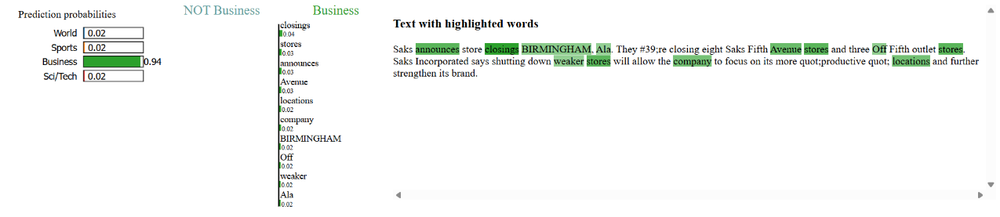 Prediction probabilities
World 0.02
Sports 0.02
Business 0.94
Sci/Tech 0.02
NOT Business Business
closings
0.04
stores
0.03
announces
0.03
Avenue
0.03
locations
0.02
company
0.02
BIRMINGHAM
0.02
Off
0.02
weaker
0.02
Ala
0.02
Text with highlighted words
Saks announces store closings BIRMINGHAM, Ala. They #39;re closing eight Saks Fifth Avenue stores and three Off Fifth outlet stores.
Saks Incorporated says shutting down weaker stores will allow the company to focus on its more quot;productive quot; locations and further
strengthen its brand.